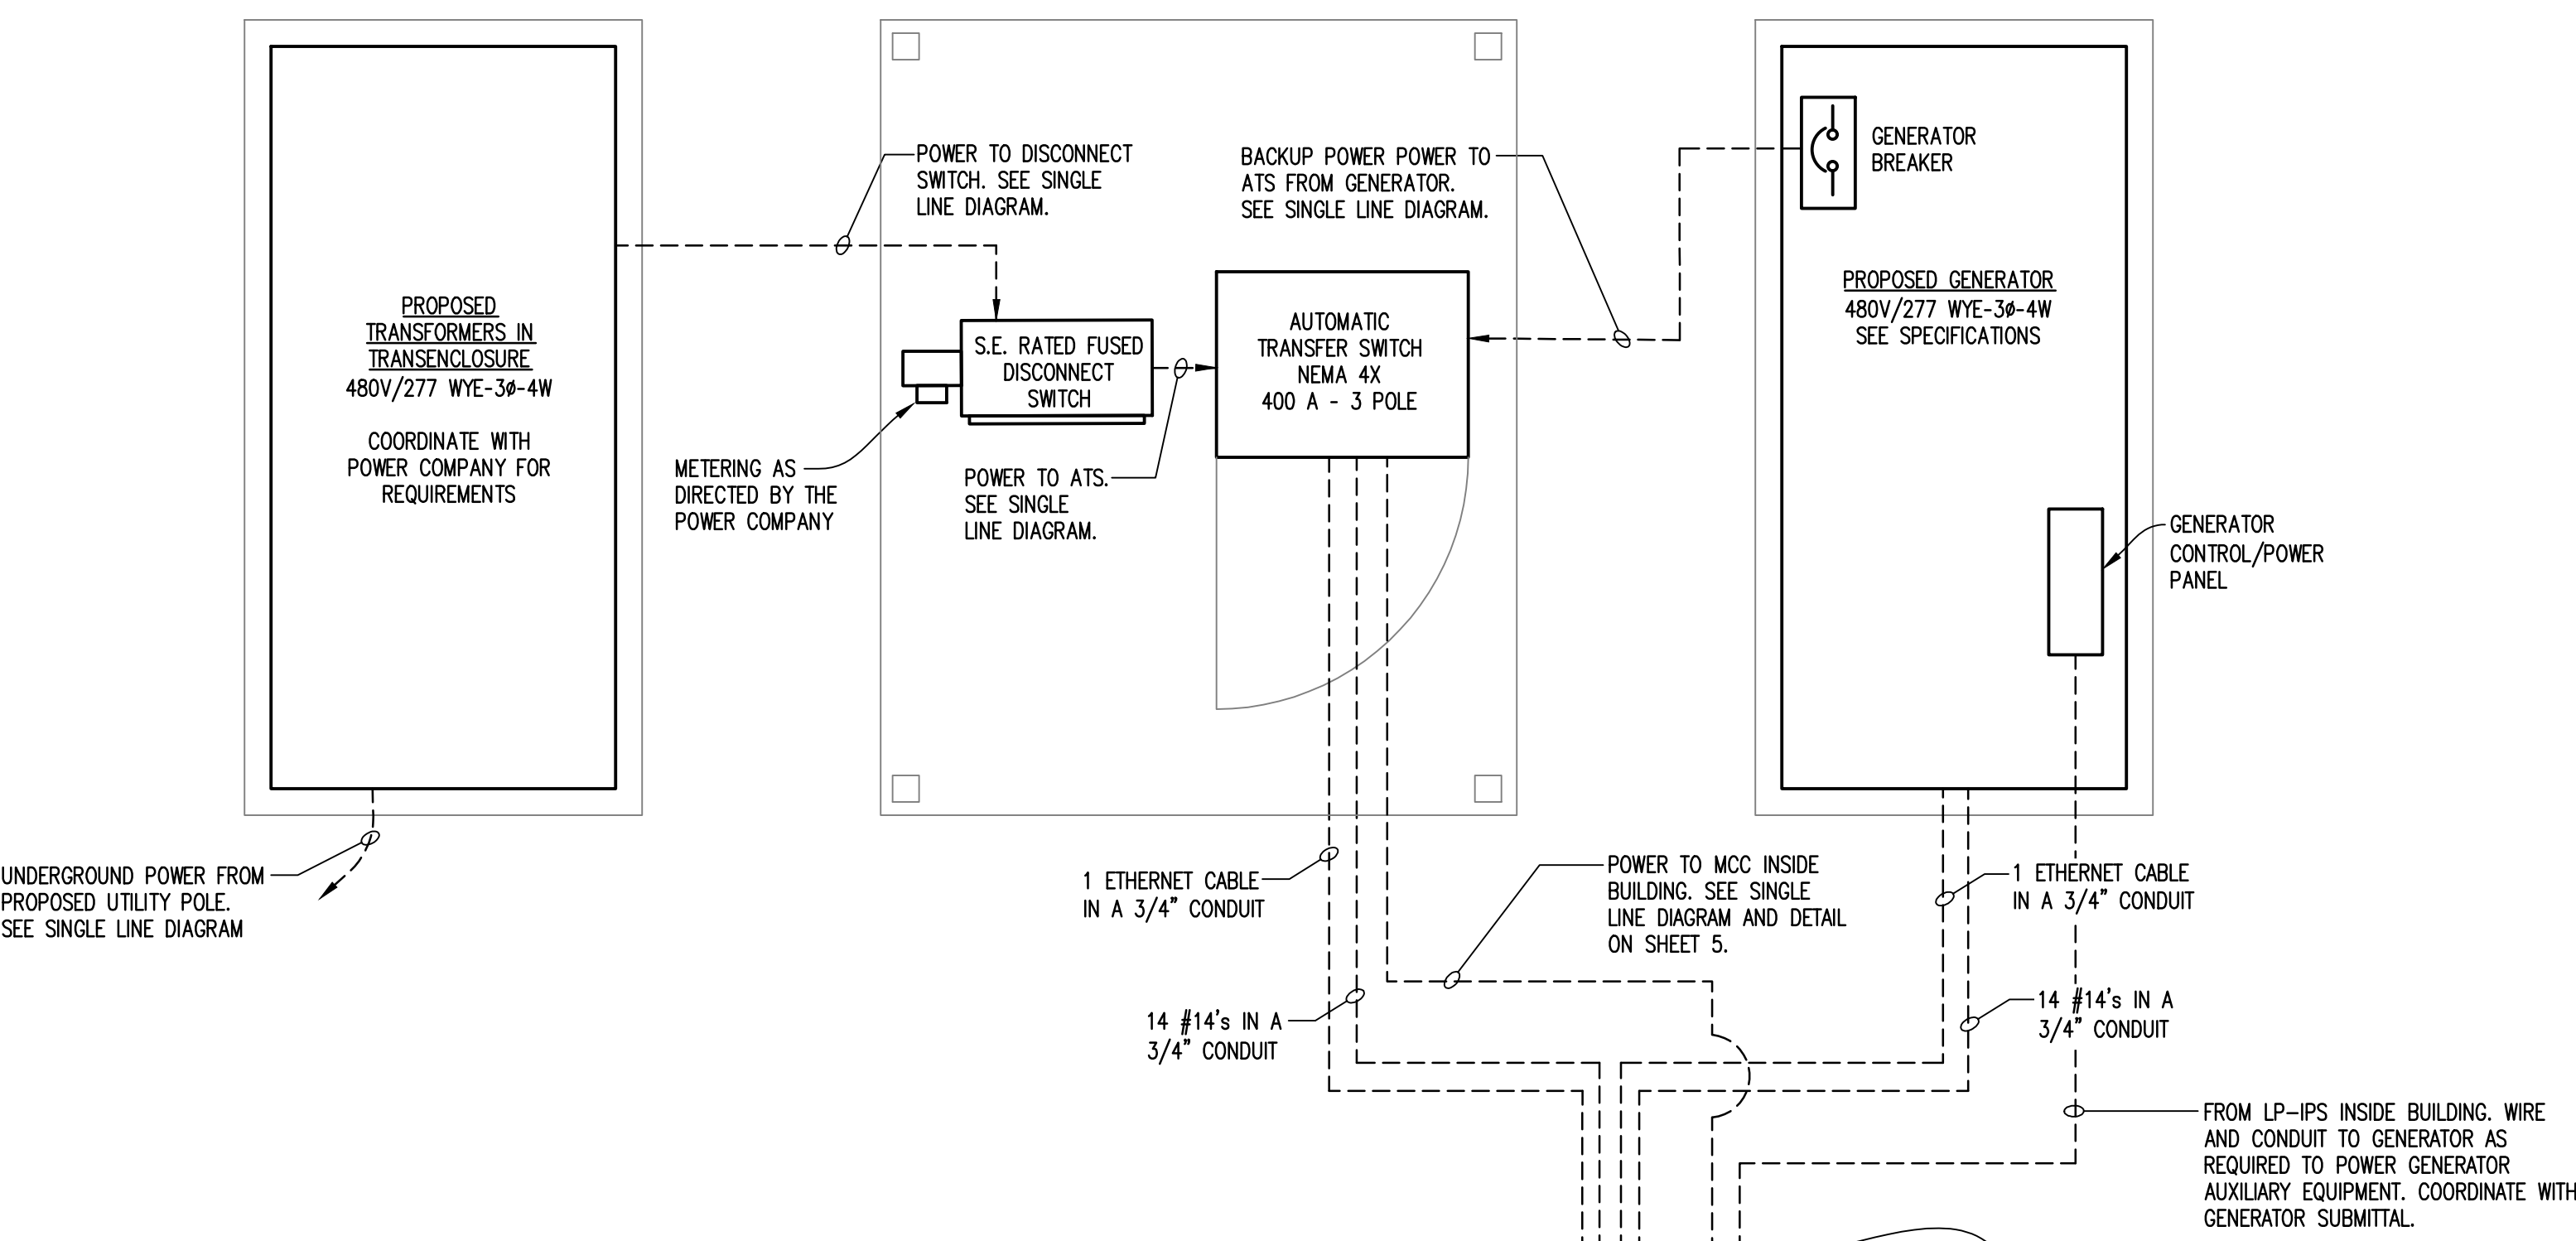 POWER TO DISCONNECT
SWITCH. SEE SINGLE
LINE DIAGRAM.
BACKUP POWER POWER TO
ATS FROM GENERATOR.
SEE SINGLE LINE DIAGRAM.
GENERATOR
BREAKER
PROPOSED
TRANSFORMERS IN
TRANSENCLOSURE
480V/277 WYE-3ø-4W
COORDINATE WITH
POWER COMPANY FOR
REQUIREMENTS
S.E. RATED FUSED
DISCONNECT
SWITCH
AUTOMATIC
TRANSFER SWITCH
NEMA 4X
400 A - 3 POLE
PROPOSED GENERATOR
480V/277 WYE-3ø-4W
SEE SPECIFICATIONS
METERING AS
DIRECTED BY THE
POWER COMPANY
POWER TO ATS.
SEE SINGLE
LINE DIAGRAM.
GENERATOR
CONTROL/POWER
PANEL
UNDERGROUND POWER FROM
PROPOSED UTILITY POLE.
SEE SINGLE LINE DIAGRAM
1 ETHERNET CABLE
IN A 3/4" CONDUIT
POWER TO MCC INSIDE
BUILDING. SEE SINGLE
LINE DIAGRAM AND DETAIL
ON SHEET 5.
1 ETHERNET CABLE
IN A 3/4" CONDUIT
14 #14's IN A
3/4" CONDUIT
14 #14's IN A
3/4" CONDUIT
FROM LP-IPS INSIDE BUILDING. WIRE
AND CONDUIT TO GENERATOR AS
REQUIRED TO POWER GENERATOR
AUXILIARY EQUIPMENT. COORDINATE WITH
GENERATOR SUBMITTAL.